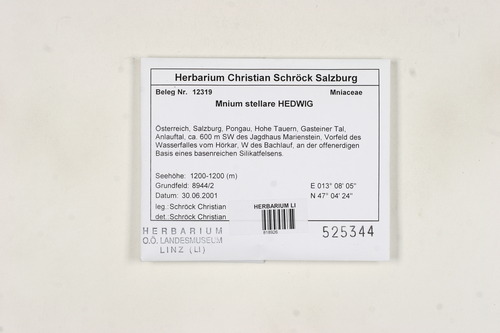 Herbarium Christian Schröck Salzburg
Beleg Nr. 12319 Mniaceae
Mnium stellare HEDWIG
Österreich, Salzburg, Pongau, Hohe Tauern, Gasteiner Tal,
Anlauftal, ca. 600 m SW des Jagdhaus Marienstein, Vorfeld des
Wasserfalles vom Hörkar, W des Bachlauf, an der offenerdigen
Basis eines basenreichen Silikatfelsens.
Seehöhe: 1200-1200 (m)
Grundfeld: 8944/2 E 013° 08' 05"
Datum: 30.06.2001 N 47° 04' 24"
leg.:Schröck Christian HERBARIUM LI
det.:Schröck Christian
HERBARIUM
O.Ö. LANDESMUSEUM
LINZ (LI)
525344